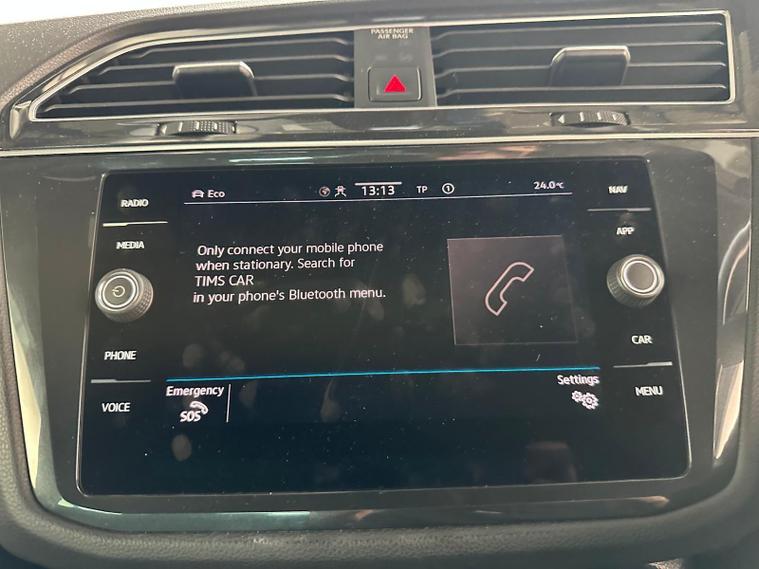 PASSENGER
AIR BAG
RADIO
Eco
13:13
TP
1
24.0°C
NAV
MEDIA
APP
Only connect your mobile phone
when stationary. Search for
TIMS CAR
in your phone's Bluetooth menu.
PHONE
CAR
VOICE
Emergency
SOS
Settings
MENU